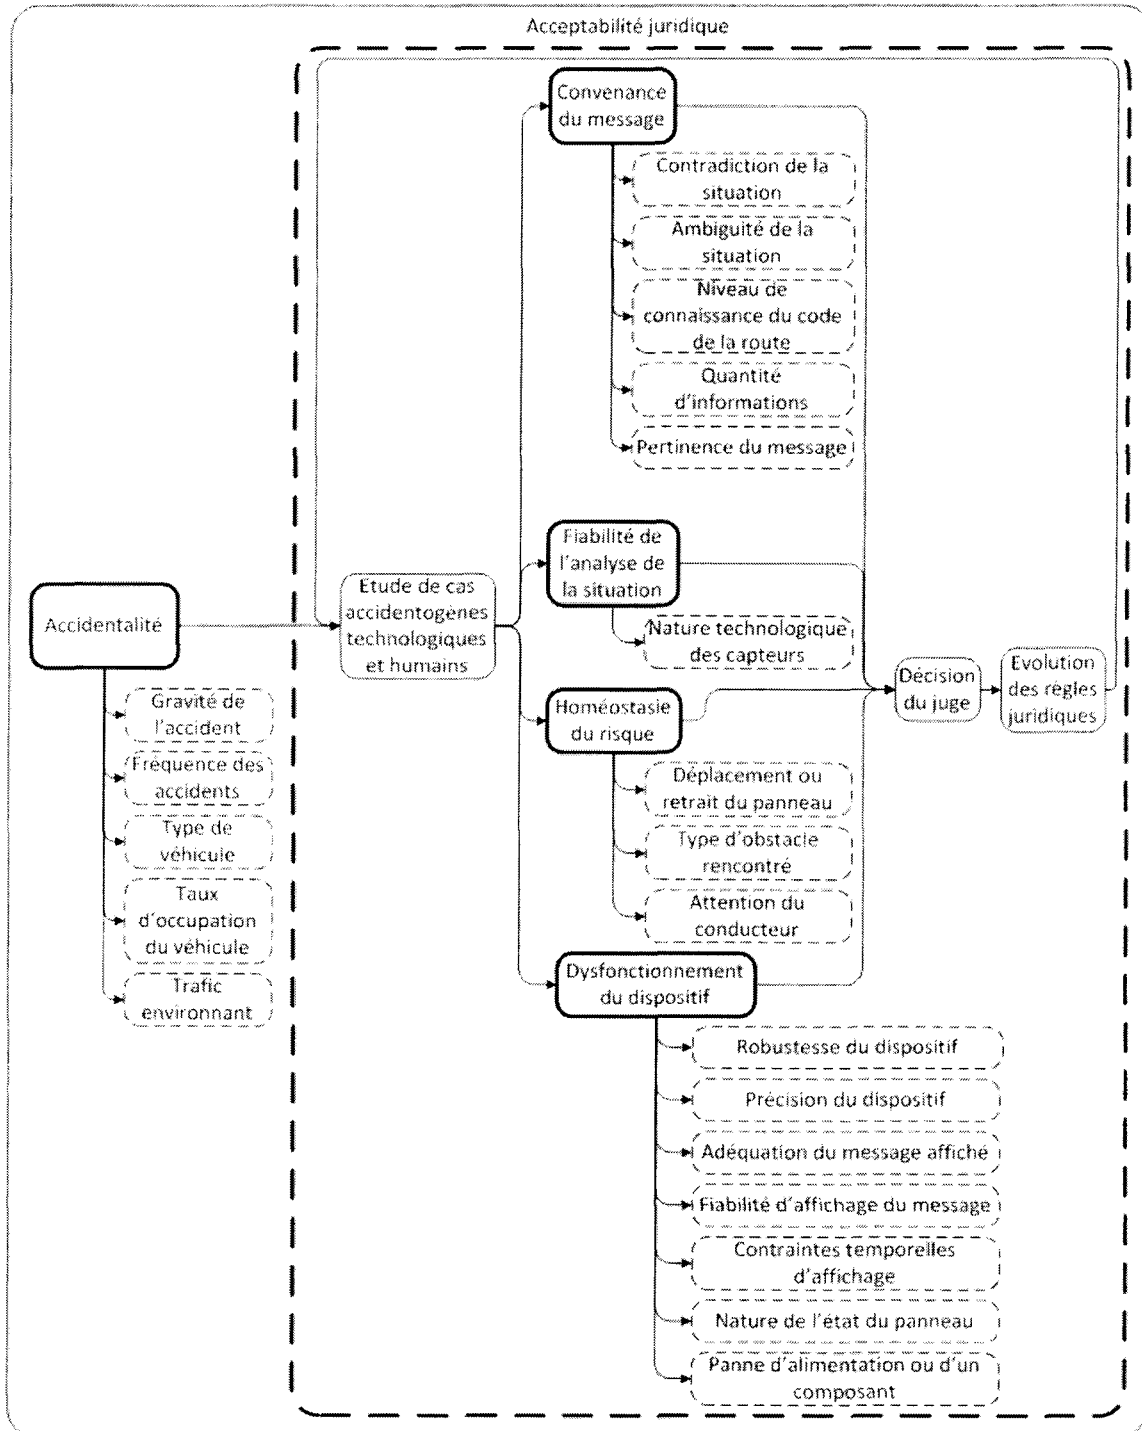 Acceptabilité juridique
Convenance
du message
Contradiction de la
situation
Ambiguité de la
situation
Niveau de
connaissance du code
de la route
Quantité
d'informations
Pertinence du message
Fiabilité de
l'analyse de
la situation
Nature technologique
des capteurs
Accidentalité
Gravité de
l'accident
Fréquence des
accidents
Type de
véhicule
Taux
d'occupation
du véhicule
Trafic
environnant
Etude de cas
accidentogènes
technologiques
et humains
Homéostasie
du risque
Déplacement ou
retrait du panneau
Type d'obstacle
rencontré
Attention du
conducteur
Décision
du juge
Evolution
des règles
juridiques
Dysfonctionnement
du dispositif
Robustesse du dispositif
Précision du dispositif
Adéquation du message affiché
Fiabilité d'affichage du message
Contraintes temporelles
d'affichage
Nature de l'état du panneau
Panne d'alimentation ou d'un
composant